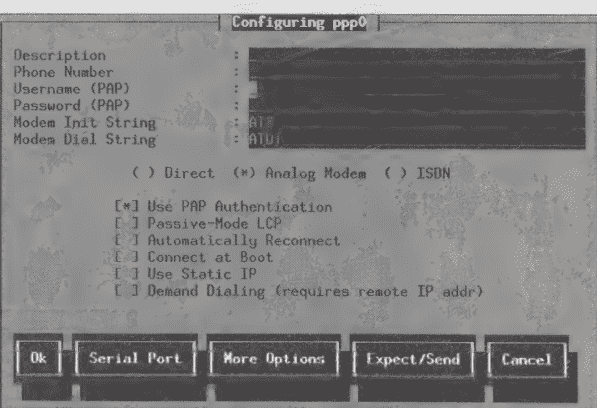 Configuring ppp0
Description :
Phone Number :
Username (PAP) :
Password (PAP) :
Modem Init String :
Modem Dial String :
( ) Direct (*) Analog Modem ( ) ISDN
[*] Use PAP Authentication
[ ] Passive-Mode LCP
[ ] Automatically Reconnect
[ ] Connect at Boot
[ ] Use Static IP
[ ] Demand Dialing (requires remote IP addr)
Ok Serial Port More Options Expect/Send Cancel